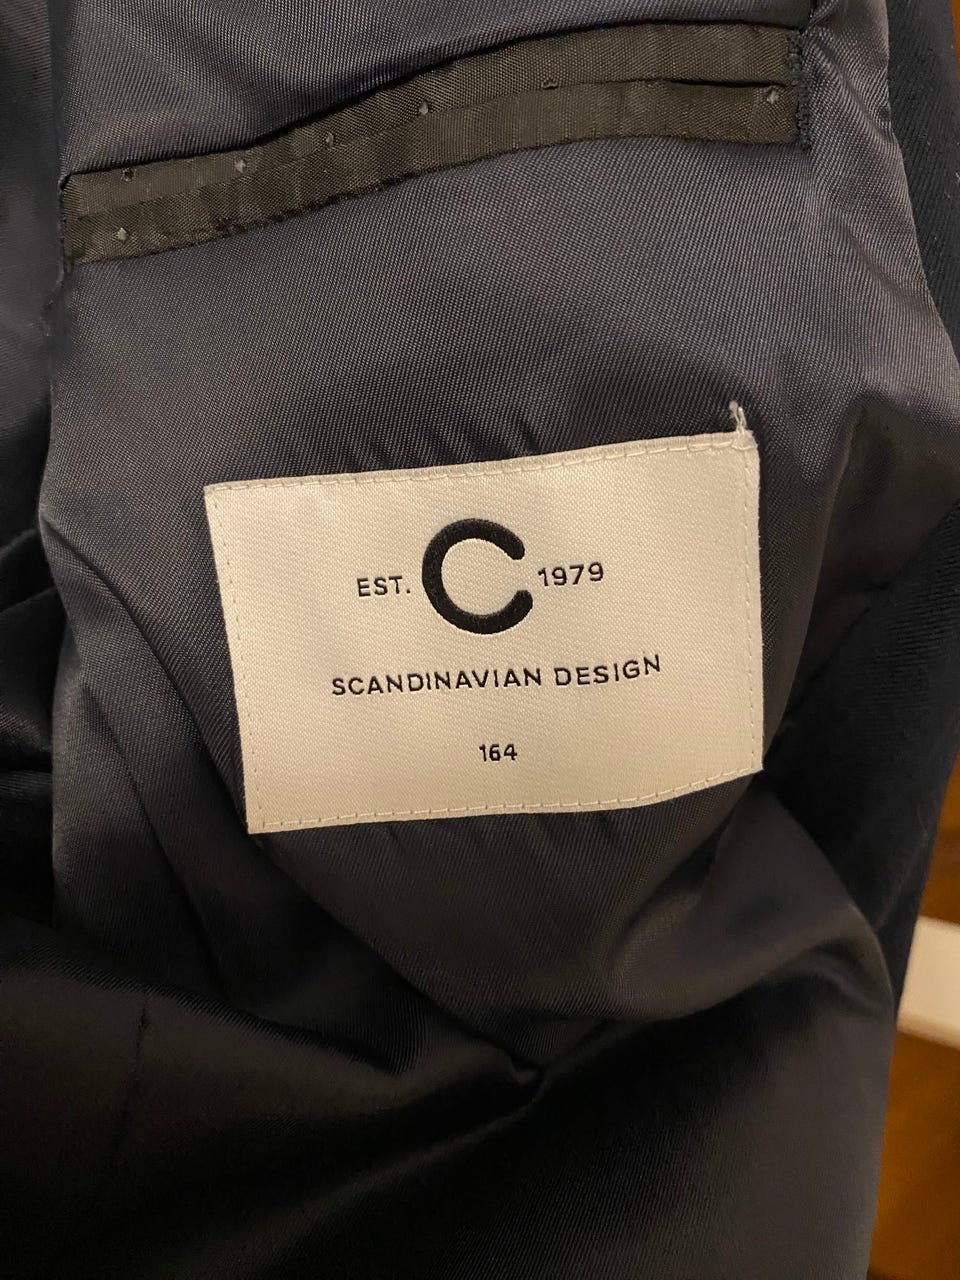 EST. C 1979
SCANDINAVIAN DESIGN
164